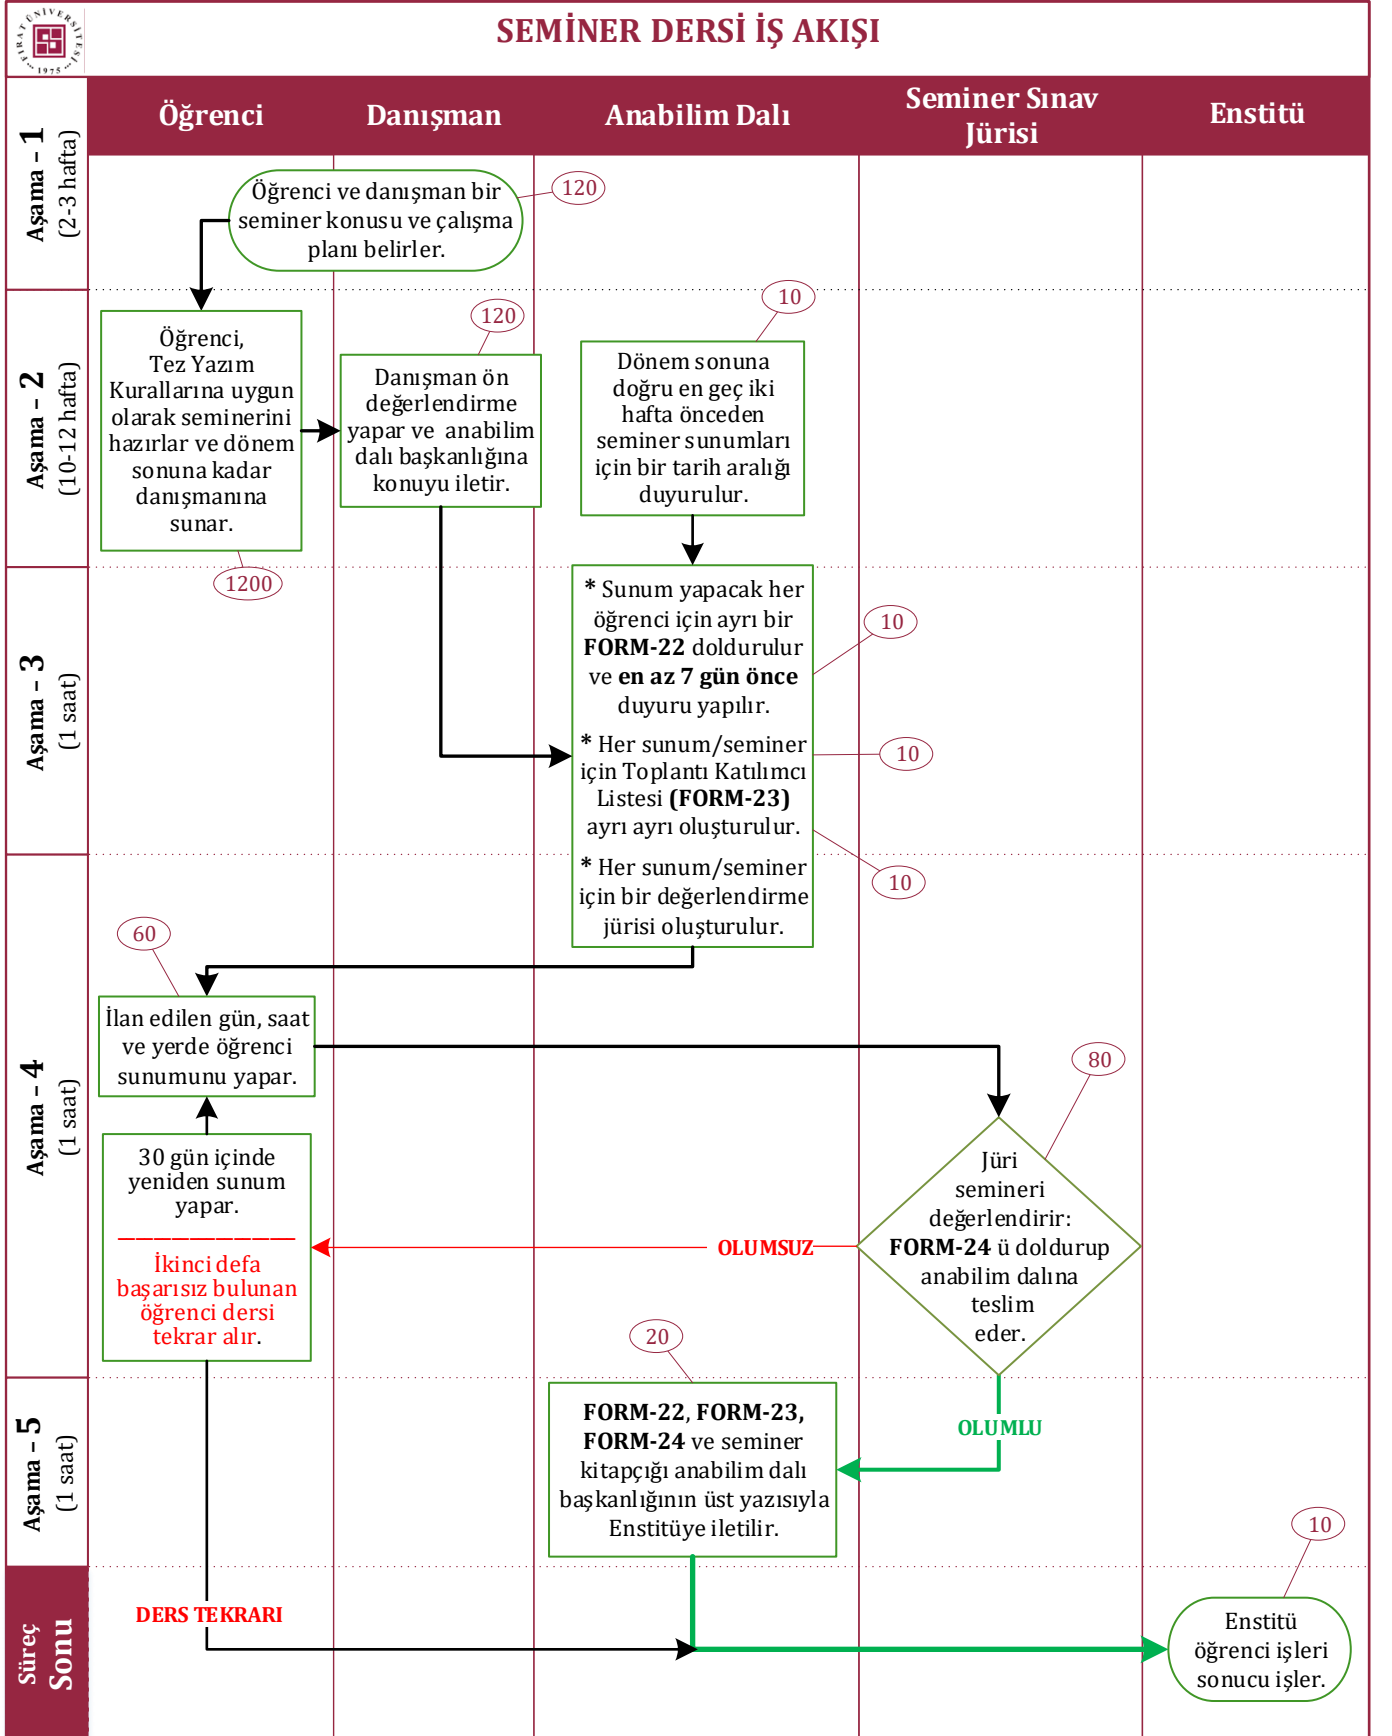 FIRAT ÜNİVERSİTESİ
1975
SEMİNER DERSİ İŞ AKIŞI
Öğrenci
Danışman
Anabilim Dalı
Seminer Sınav
Jürisi
Enstitü
Aşama – 1
(2-3 hafta)
Öğrenci ve danışman bir
seminer konusu ve çalışma
planı belirler.
120
Aşama – 2
(10-12 hafta)
Öğrenci,
Tez Yazım
Kurallarına uygun
olarak seminerini
hazırlar ve dönem
sonuna kadar
danışmanına
sunar.
1200
120
Danışman ön
değerlendirme
yapar ve anabilim
dalı başkanlığına
konuyu iletir.
10
Dönem sonuna
doğru en geç iki
hafta önceden
seminer sunumları
için bir tarih aralığı
duyurulur.
Aşama – 3
(1 saat)
* Sunum yapacak her
öğrenci için ayrı bir
FORM-22 doldurulur
ve en az 7 gün önce
duyuru yapılır.
10
* Her sunum/seminer
için Toplantı Katılımcı
Listesi (FORM-23)
ayrı ayrı oluşturulur.
10
* Her sunum/seminer
için bir değerlendirme
jürisi oluşturulur.
10
Aşama – 4
(1 saat)
60
İlan edilen gün, saat
ve yerde öğrenci
sunumunu yapar.
80
Jüri
semineri
değerlendirir:
FORM-24 ü doldurup
anabilim dalına
teslim
eder.
OLUMSUZ
30 gün içinde
yeniden sunum
yapar.
İkinci defa
başarısız bulunan
öğrenci dersi
tekrar alır.
Aşama – 5
(1 saat)
20
FORM-22, FORM-23,
FORM-24 ve seminer
kitapçığı anabilim dalı
başkanlığının üst yazısıyla
Enstitüye iletilir.
OLUMLU
Süreç
Sonu
DERS TEKRARI
10
Enstitü
öğrenci işleri
sonucu işler.